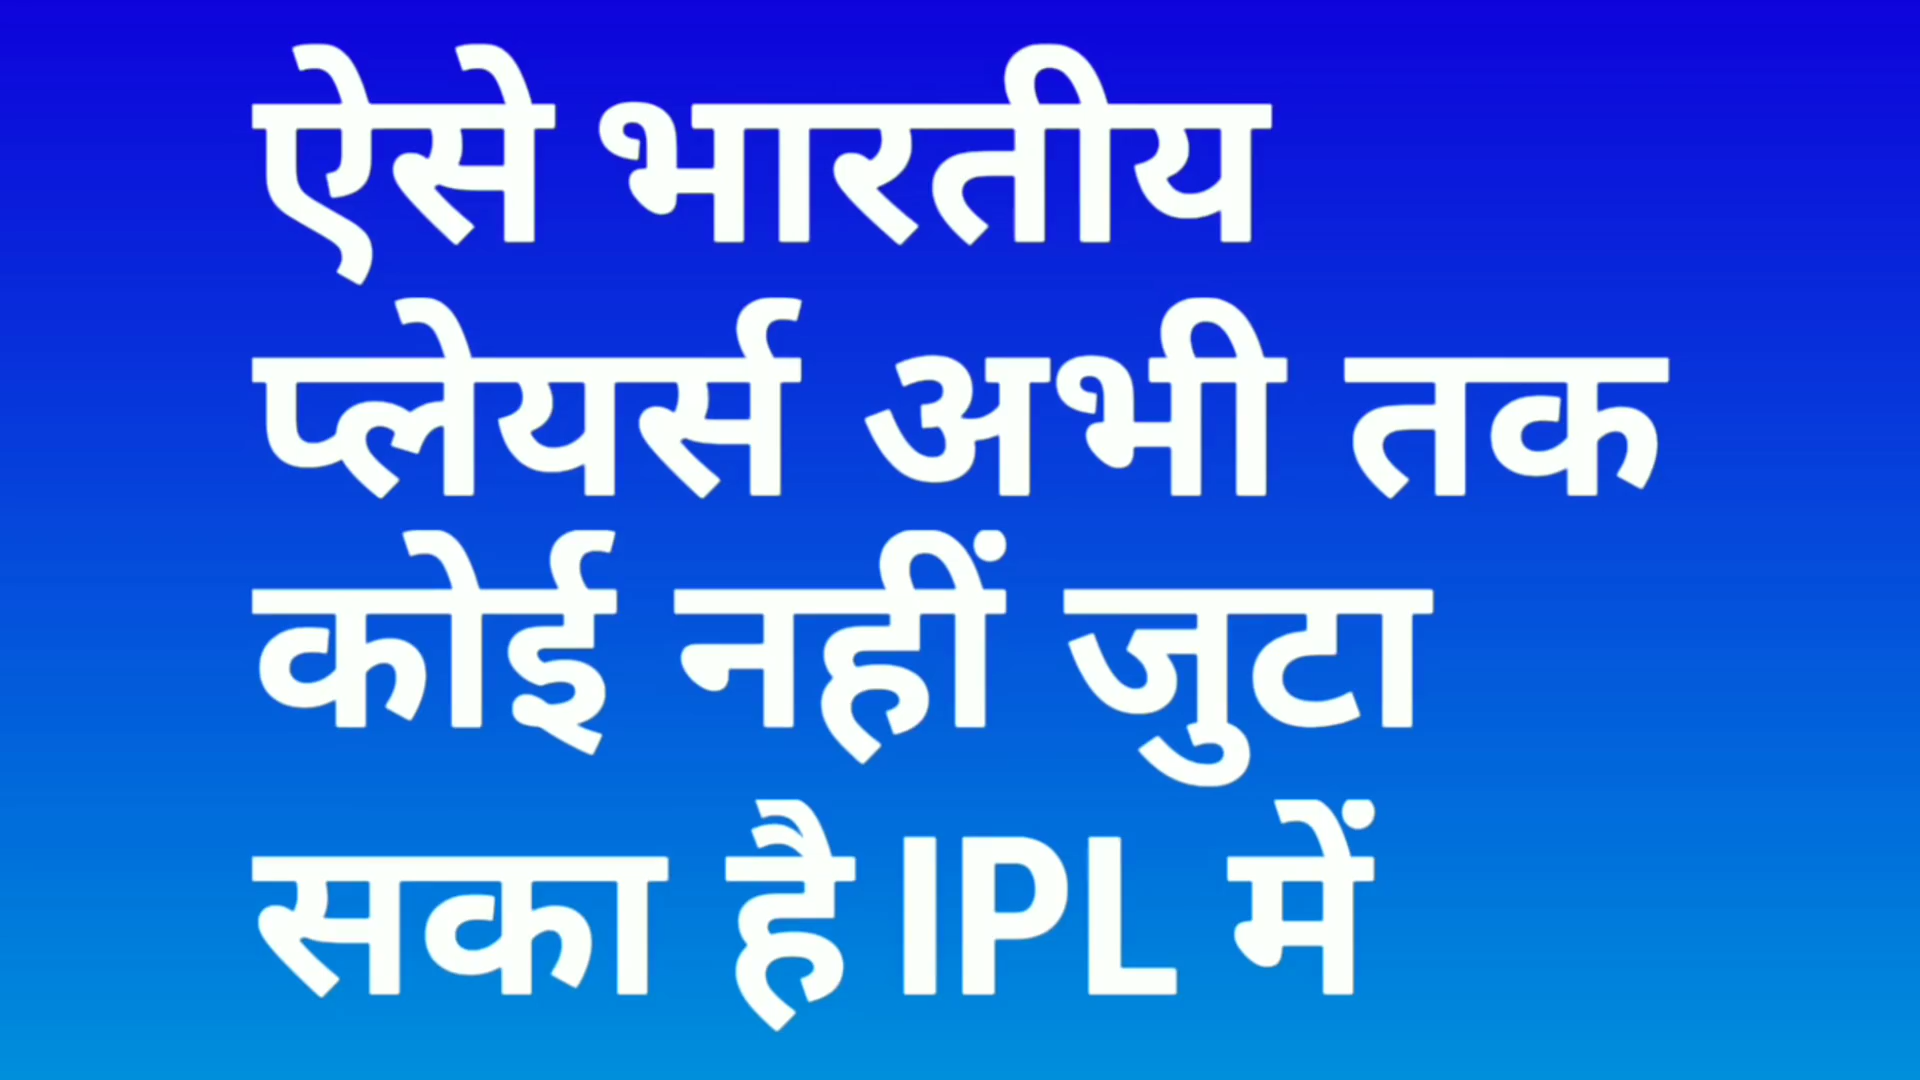 ऐसे भारतीय
प्लेयर्स अभी तक
कोई नहीं जुटा
सका है IPL में